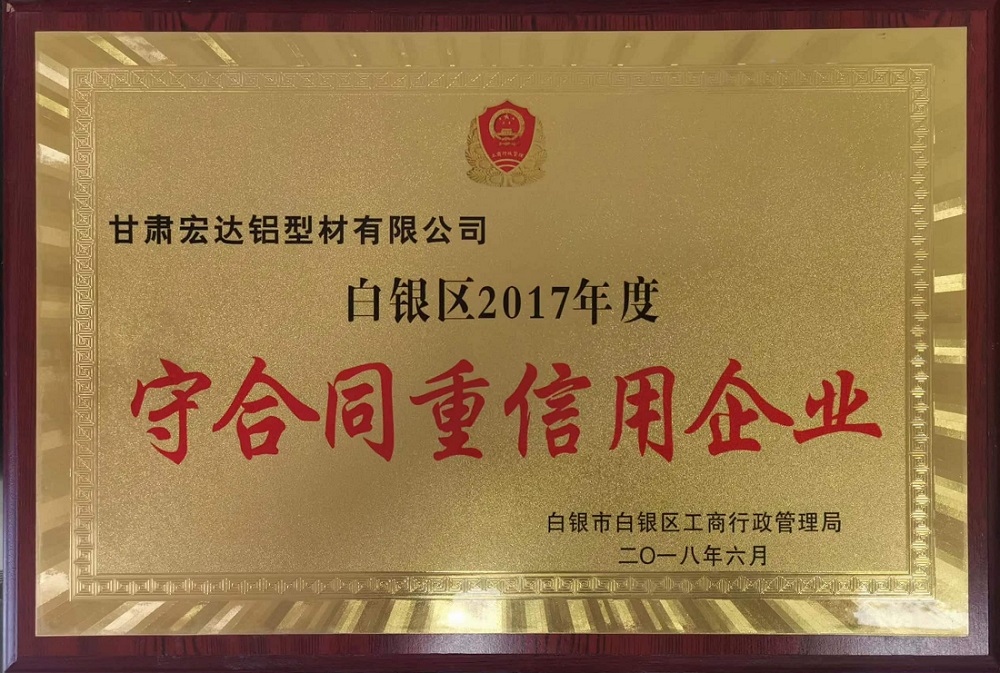 甘肃宏达铝型材有限公司
白银区2017年度
守合同重信用企业
白银市白银区工商行政管理局
二〇一八年六月